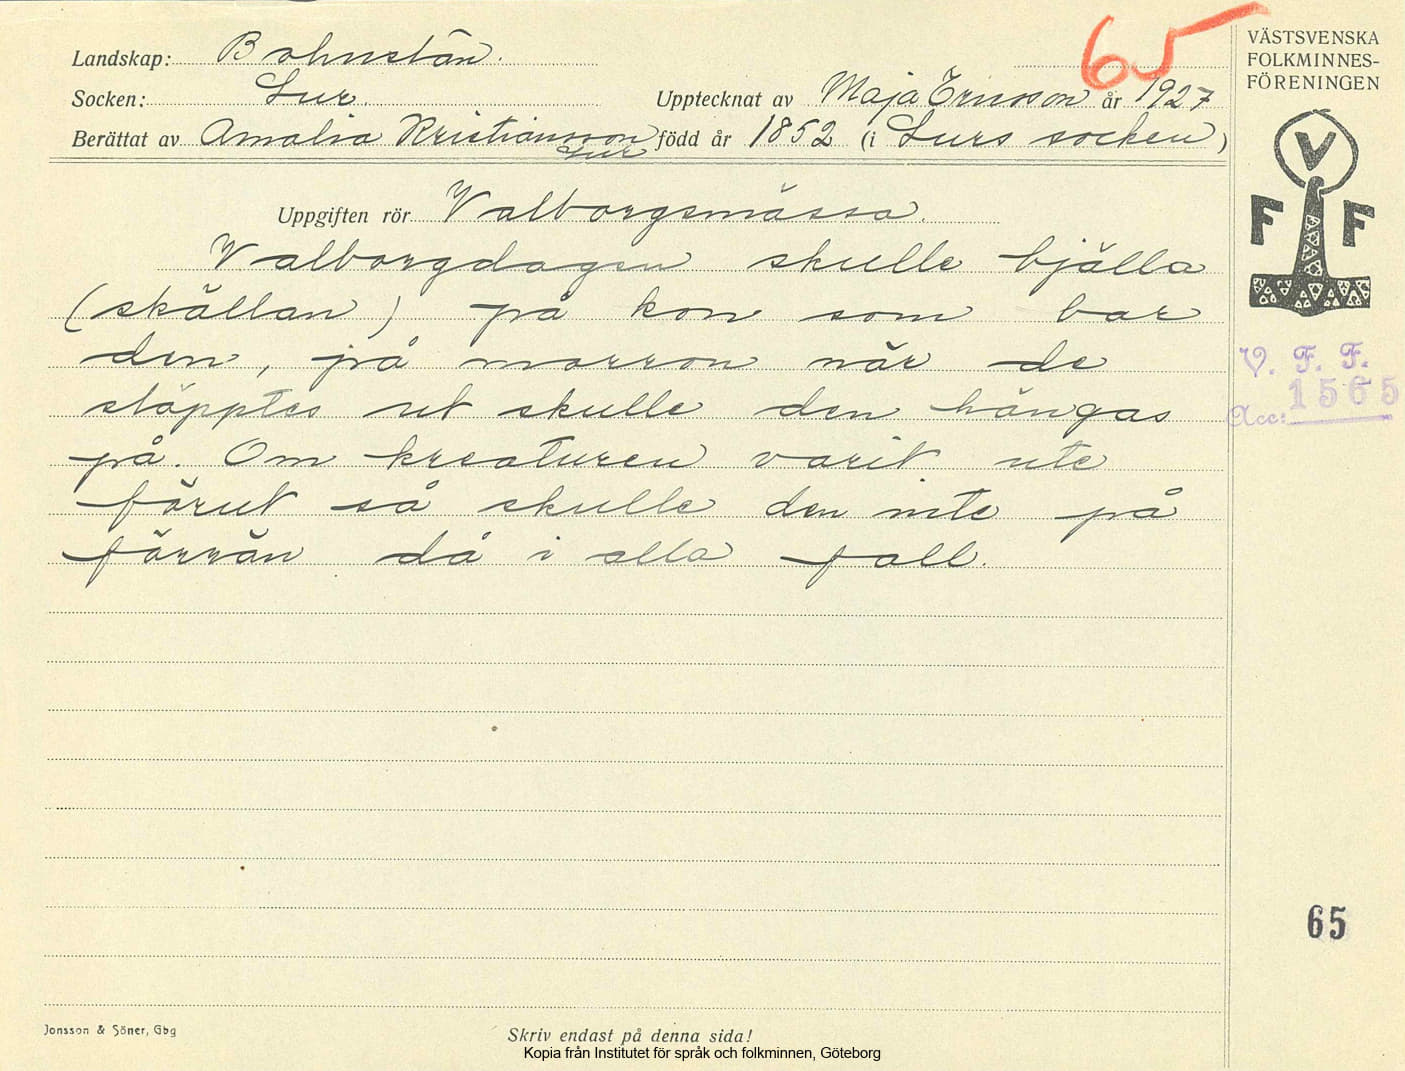 65
VÄSTSVENSKA
FOLKMINNES-
FÖRENINGEN
Landskap: Bohuslän.
Socken: Lur. Upptecknat av Maja Ericsson år 1927
Berättat av Amalia Kristiansson född år 1852 (i Lurs socken)
Lur
V
F F
Uppgiften rör Valborgsmässa.
Valborgdagen skulle bjälla
(skällan) på kon som bar
den, på morron när de
släpptes ut skulle den hängas
på. Om kreaturen varit ute
förut så skulle den inte på
förrän då i alla fall.
V. F. F.
Acc: 1565
65
Jonsson & Söner, Gbg
Skriv endast på denna sida!
Kopia från Institutet för språk och folkminnen, Göteborg